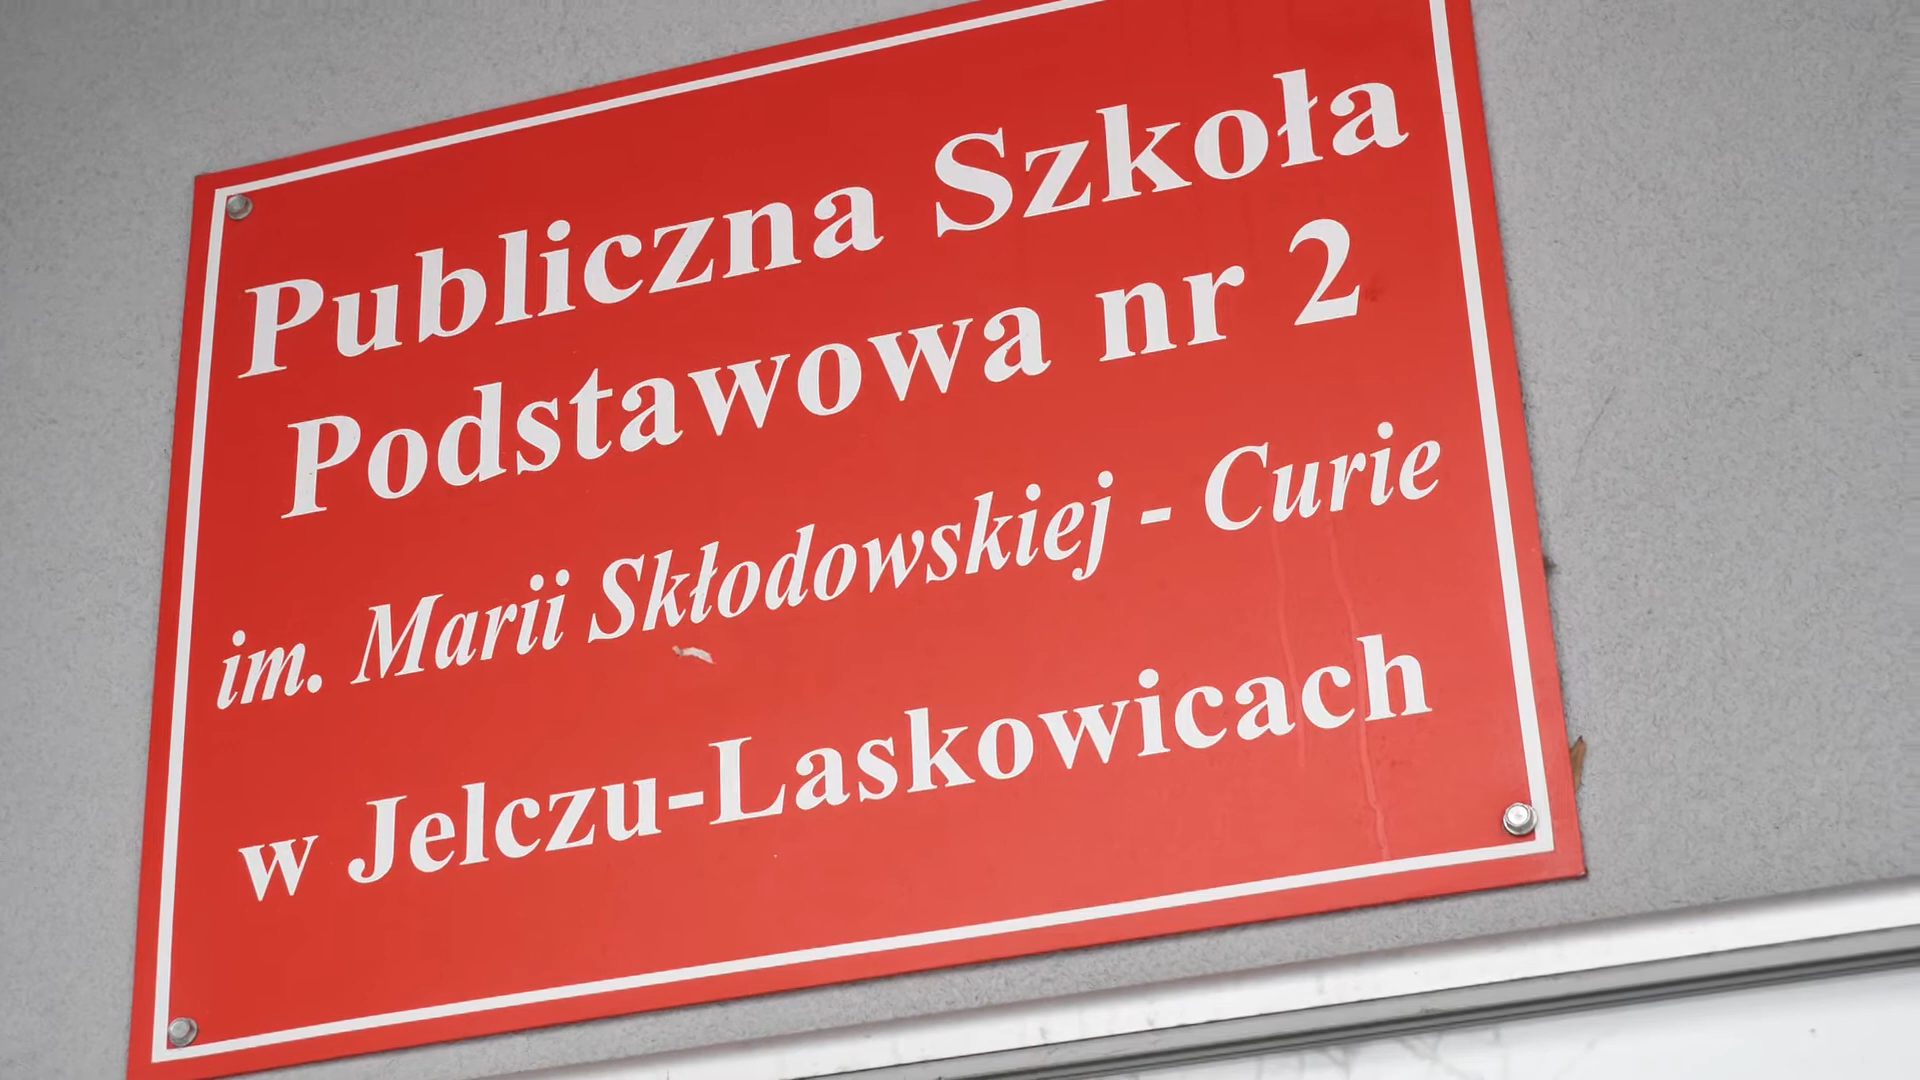 Publiczna Szkoła
Podstawowa nr 2
im. Marii Skłodowskiej - Curie
w Jelczu-Laskowicach